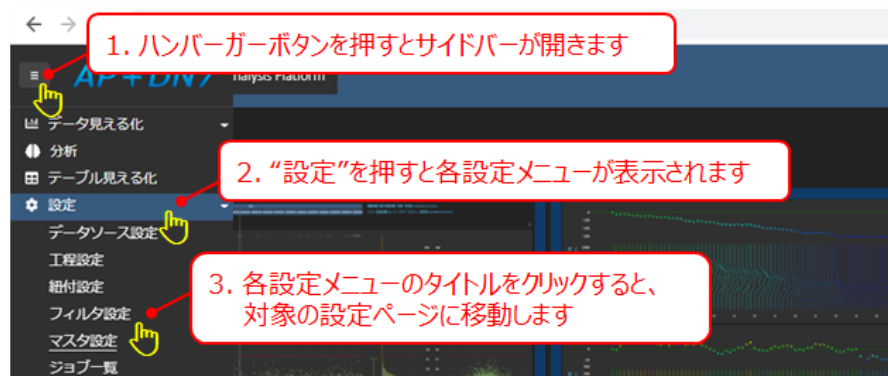 1. ハンバーガーボタンを押すとサイドバーが開きます
AP+DN7
nalysis Platform
データ見える化
分析
テーブル見える化
2. “設定”を押すと各設定メニューが表示されます
設定
データソース設定
工程設定
紐付設定
3. 各設定メニューのタイトルをクリックすると、
対象の設定ページに移動します
フィルタ設定
マスタ設定
ジョブ一覧